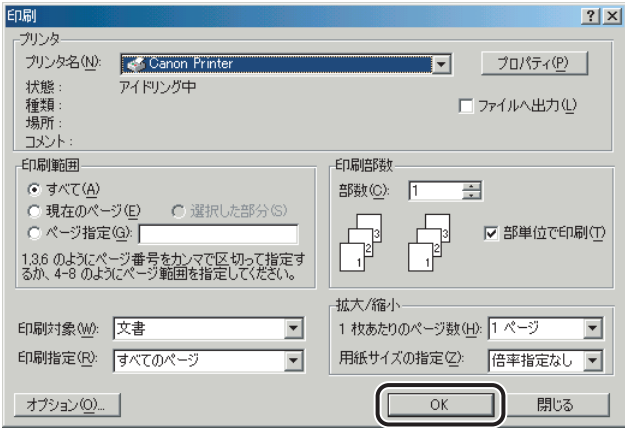 印刷
プリンタ
プリンタ名(N): Canon Printer プロパティ(P)
状態： アイドリング中
種類：
ファイルへ出力(L)
場所：
コメント：
印刷範囲
すべて(A)
現在のページ(E) 選択した部分(S)
ページ指定(G):
1,3,6 のようにページ番号をカンマで区切って指定す
るか、4-8 のようにページ範囲を指定してください。
印刷部数
部数(C): 1
1 2 3 1 2 3
部単位で印刷(T)
印刷対象(W): 文書
印刷指定(R): すべてのページ
拡大/縮小
1 枚あたりのページ数(H): 1 ページ
用紙サイズの指定(Z): 倍率指定なし
オプション(O)... OK 閉じる